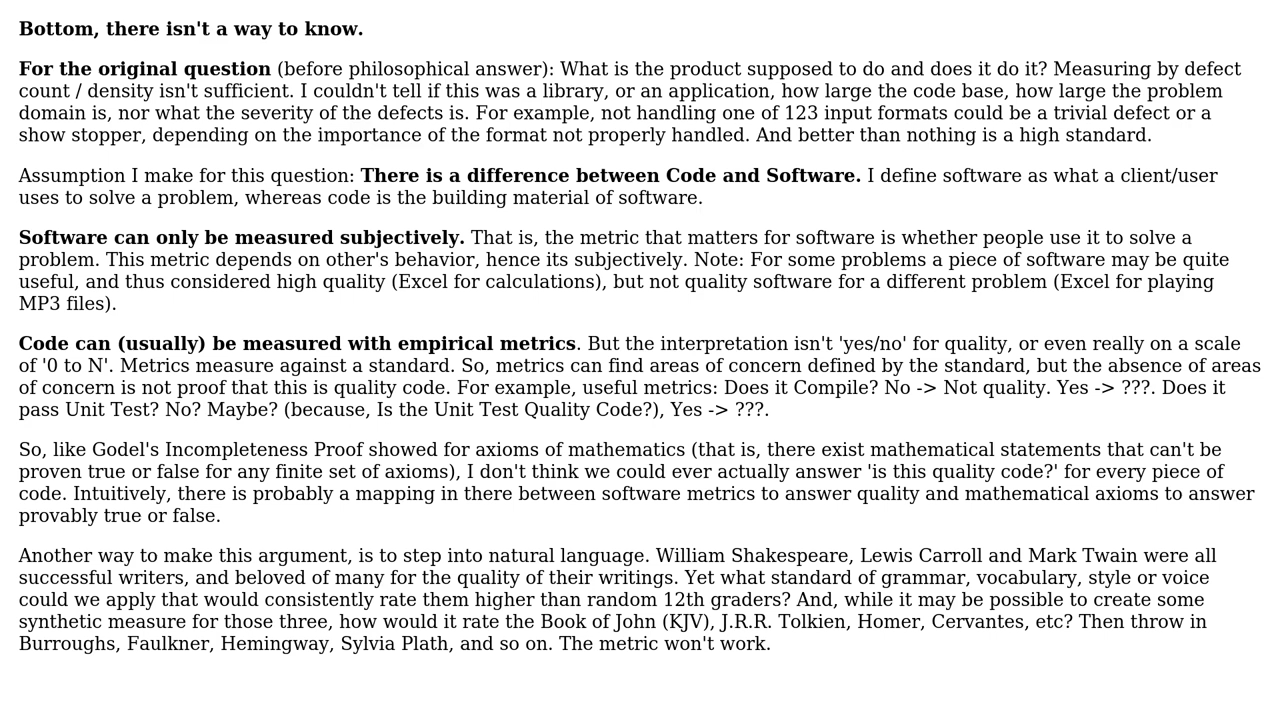 Bottom, there isn't a way to know.
For the original question (before philosophical answer): What is the product supposed to do and does it do it? Measuring by defect
count / density isn't sufficient. I couldn't tell if this was a library, or an application, how large the code base, how large the problem
domain is, nor what the severity of the defects is. For example, not handling one of 123 input formats could be a trivial defect or a
show stopper, depending on the importance of the format not properly handled. And better than nothing is a high standard.
Assumption I make for this question: There is a difference between Code and Software. I define software as what a client/user
uses to solve a problem, whereas code is the building material of software.
Software can only be measured subjectively. That is, the metric that matters for software is whether people use it to solve a
problem. This metric depends on other's behavior, hence its subjectively. Note: For some problems a piece of software may be quite
useful, and thus considered high quality (Excel for calculations), but not quality software for a different problem (Excel for playing
MP3 files).
Code can (usually) be measured with empirical metrics. But the interpretation isn't 'yes/no' for quality, or even really on a scale
of '0 to N'. Metrics measure against a standard. So, metrics can find areas of concern defined by the standard, but the absence of areas
of concern is not proof that this is quality code. For example, useful metrics: Does it Compile? No -> Not quality. Yes -> ???. Does it
pass Unit Test? No? Maybe? (because, Is the Unit Test Quality Code?), Yes -> ???.
So, like Godel's Incompleteness Proof showed for axioms of mathematics (that is, there exist mathematical statements that can't be
proven true or false for any finite set of axioms), I don't think we could ever actually answer 'is this quality code?' for every piece of
code. Intuitively, there is probably a mapping in there between software metrics to answer quality and mathematical axioms to answer
provably true or false.
Another way to make this argument, is to step into natural language. William Shakespeare, Lewis Carroll and Mark Twain were all
successful writers, and beloved of many for the quality of their writings. Yet what standard of grammar, vocabulary, style or voice
could we apply that would consistently rate them higher than random 12th graders? And, while it may be possible to create some
synthetic measure for those three, how would it rate the Book of John (KJV), J.R.R. Tolkien, Homer, Cervantes, etc? Then throw in
Burroughs, Faulkner, Hemingway, Sylvia Plath, and so on. The metric won't work.